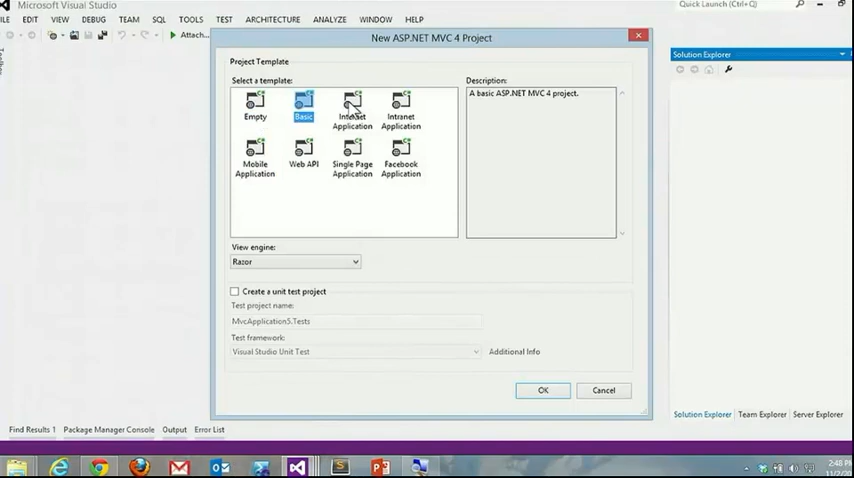 Microsoft Visual Studio
Quick Launch (Ctrl+Q)
ILE EDIT VIEW DEBUG TEAM SQL TOOLS TEST ARCHITECTURE ANALYZE WINDOW HELP
Attach...
New ASP.NET MVC 4 Project
Solution Explorer
Project Template
Select a template:
Description:
Empty
Basic
Internet Application
Intranet Application
A basic ASP.NET MVC 4 project.
Mobile Application
Web API
Single Page Application
Facebook Application
View engine:
Razor
Create a unit test project
Test project name:
MvcApplication5.Tests
Test framework:
Visual Studio Unit Test
Additional Info
OK
Cancel
Solution Explorer Team Explorer Server Explorer
Find Results 1 Package Manager Console Output Error List
2:48 PM